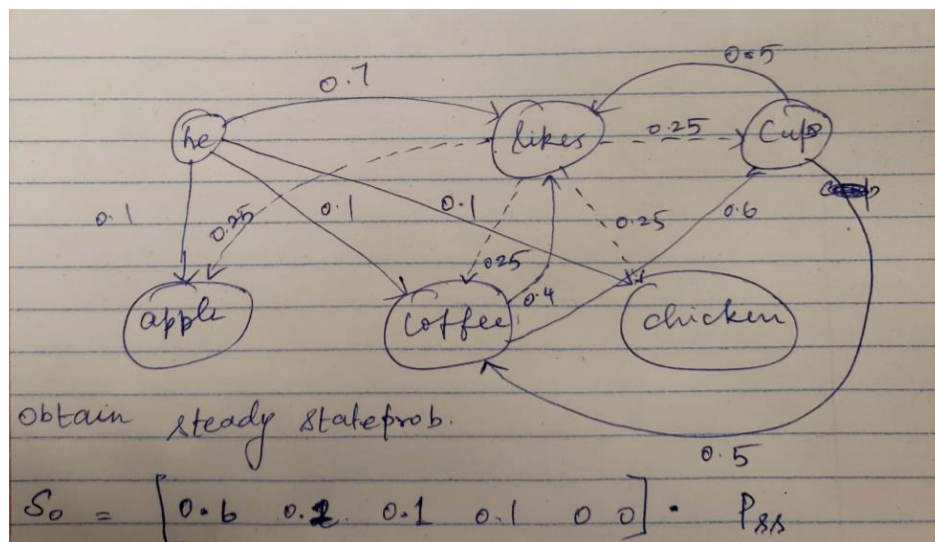 0.7 0.5
he likes 0.25 Cups
0.1 0.25 0.1 0.1 0.25 0.6
.25 0.4
apple coffee chicken
obtain steady state prob.
0.5
S₀ = [0.6 0.2 0.1 0.1 0 0] . Pss